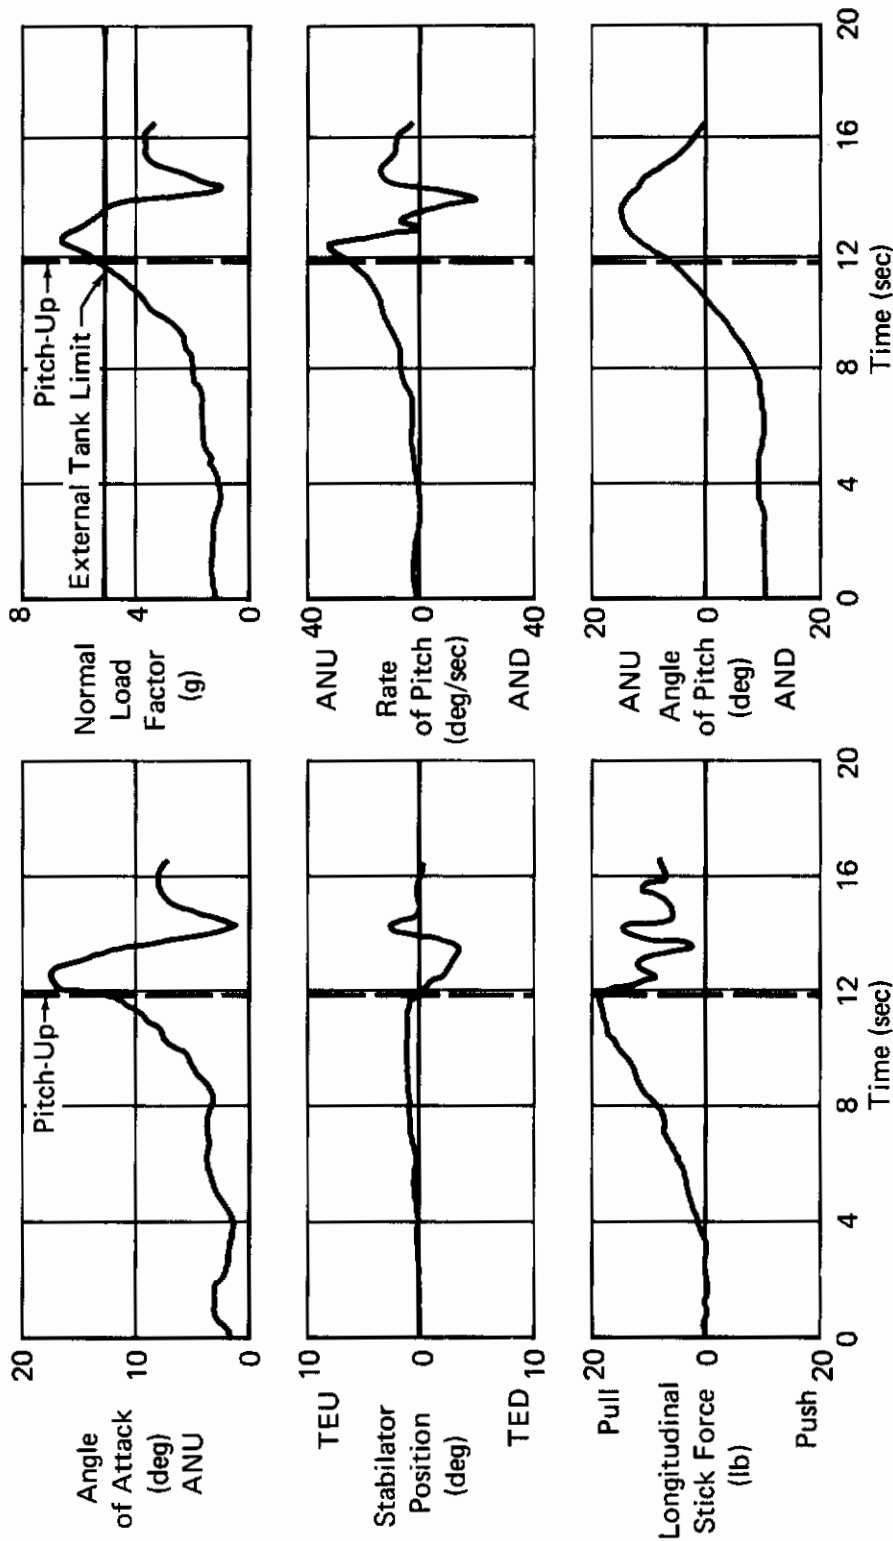 Pitch-Up
20
10
0
Angle
of Attack
(deg)
ANU
10
0
10
TEU
Stabilator
Position
(deg)
TED
20
0
20
Pull
Longitudinal
Stick Force
(lb)
Push
0
4
8
12
16
20
Time (sec)
Pitch-Up
External Tank Limit
8
4
0
Normal
Load
Factor
(g)
40
0
40
ANU
Rate
of Pitch
(deg/sec)
AND
20
0
20
ANU
Angle
of Pitch
(deg)
AND
0
4
8
12
16
20
Time (sec)